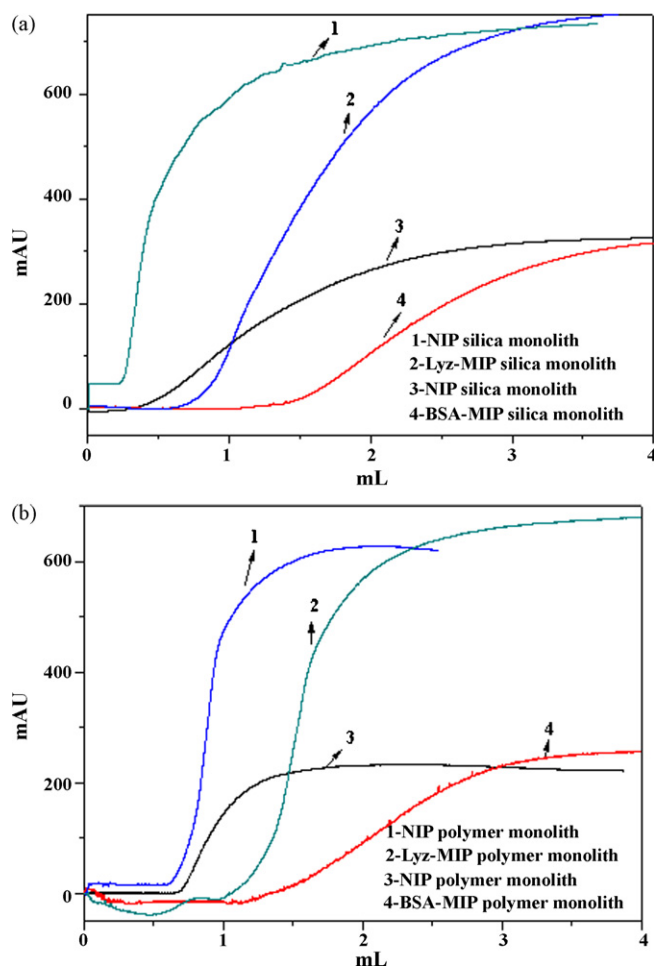 (a)
1
2
600
mAU
400
3
200
4
1-NIP silica monolith
2-Lyz-MIP silica monolith
3-NIP silica monolith
4-BSA-MIP silica monolith
0
0 1 2 3 4
mL
(b)
1
600
2
400
mAU
3
4
200
1-NIP polymer monolith
2-Lyz-MIP polymer monolith
3-NIP polymer monolith
4-BSA-MIP polymer monolith
0
0 1 2 3 4
mL